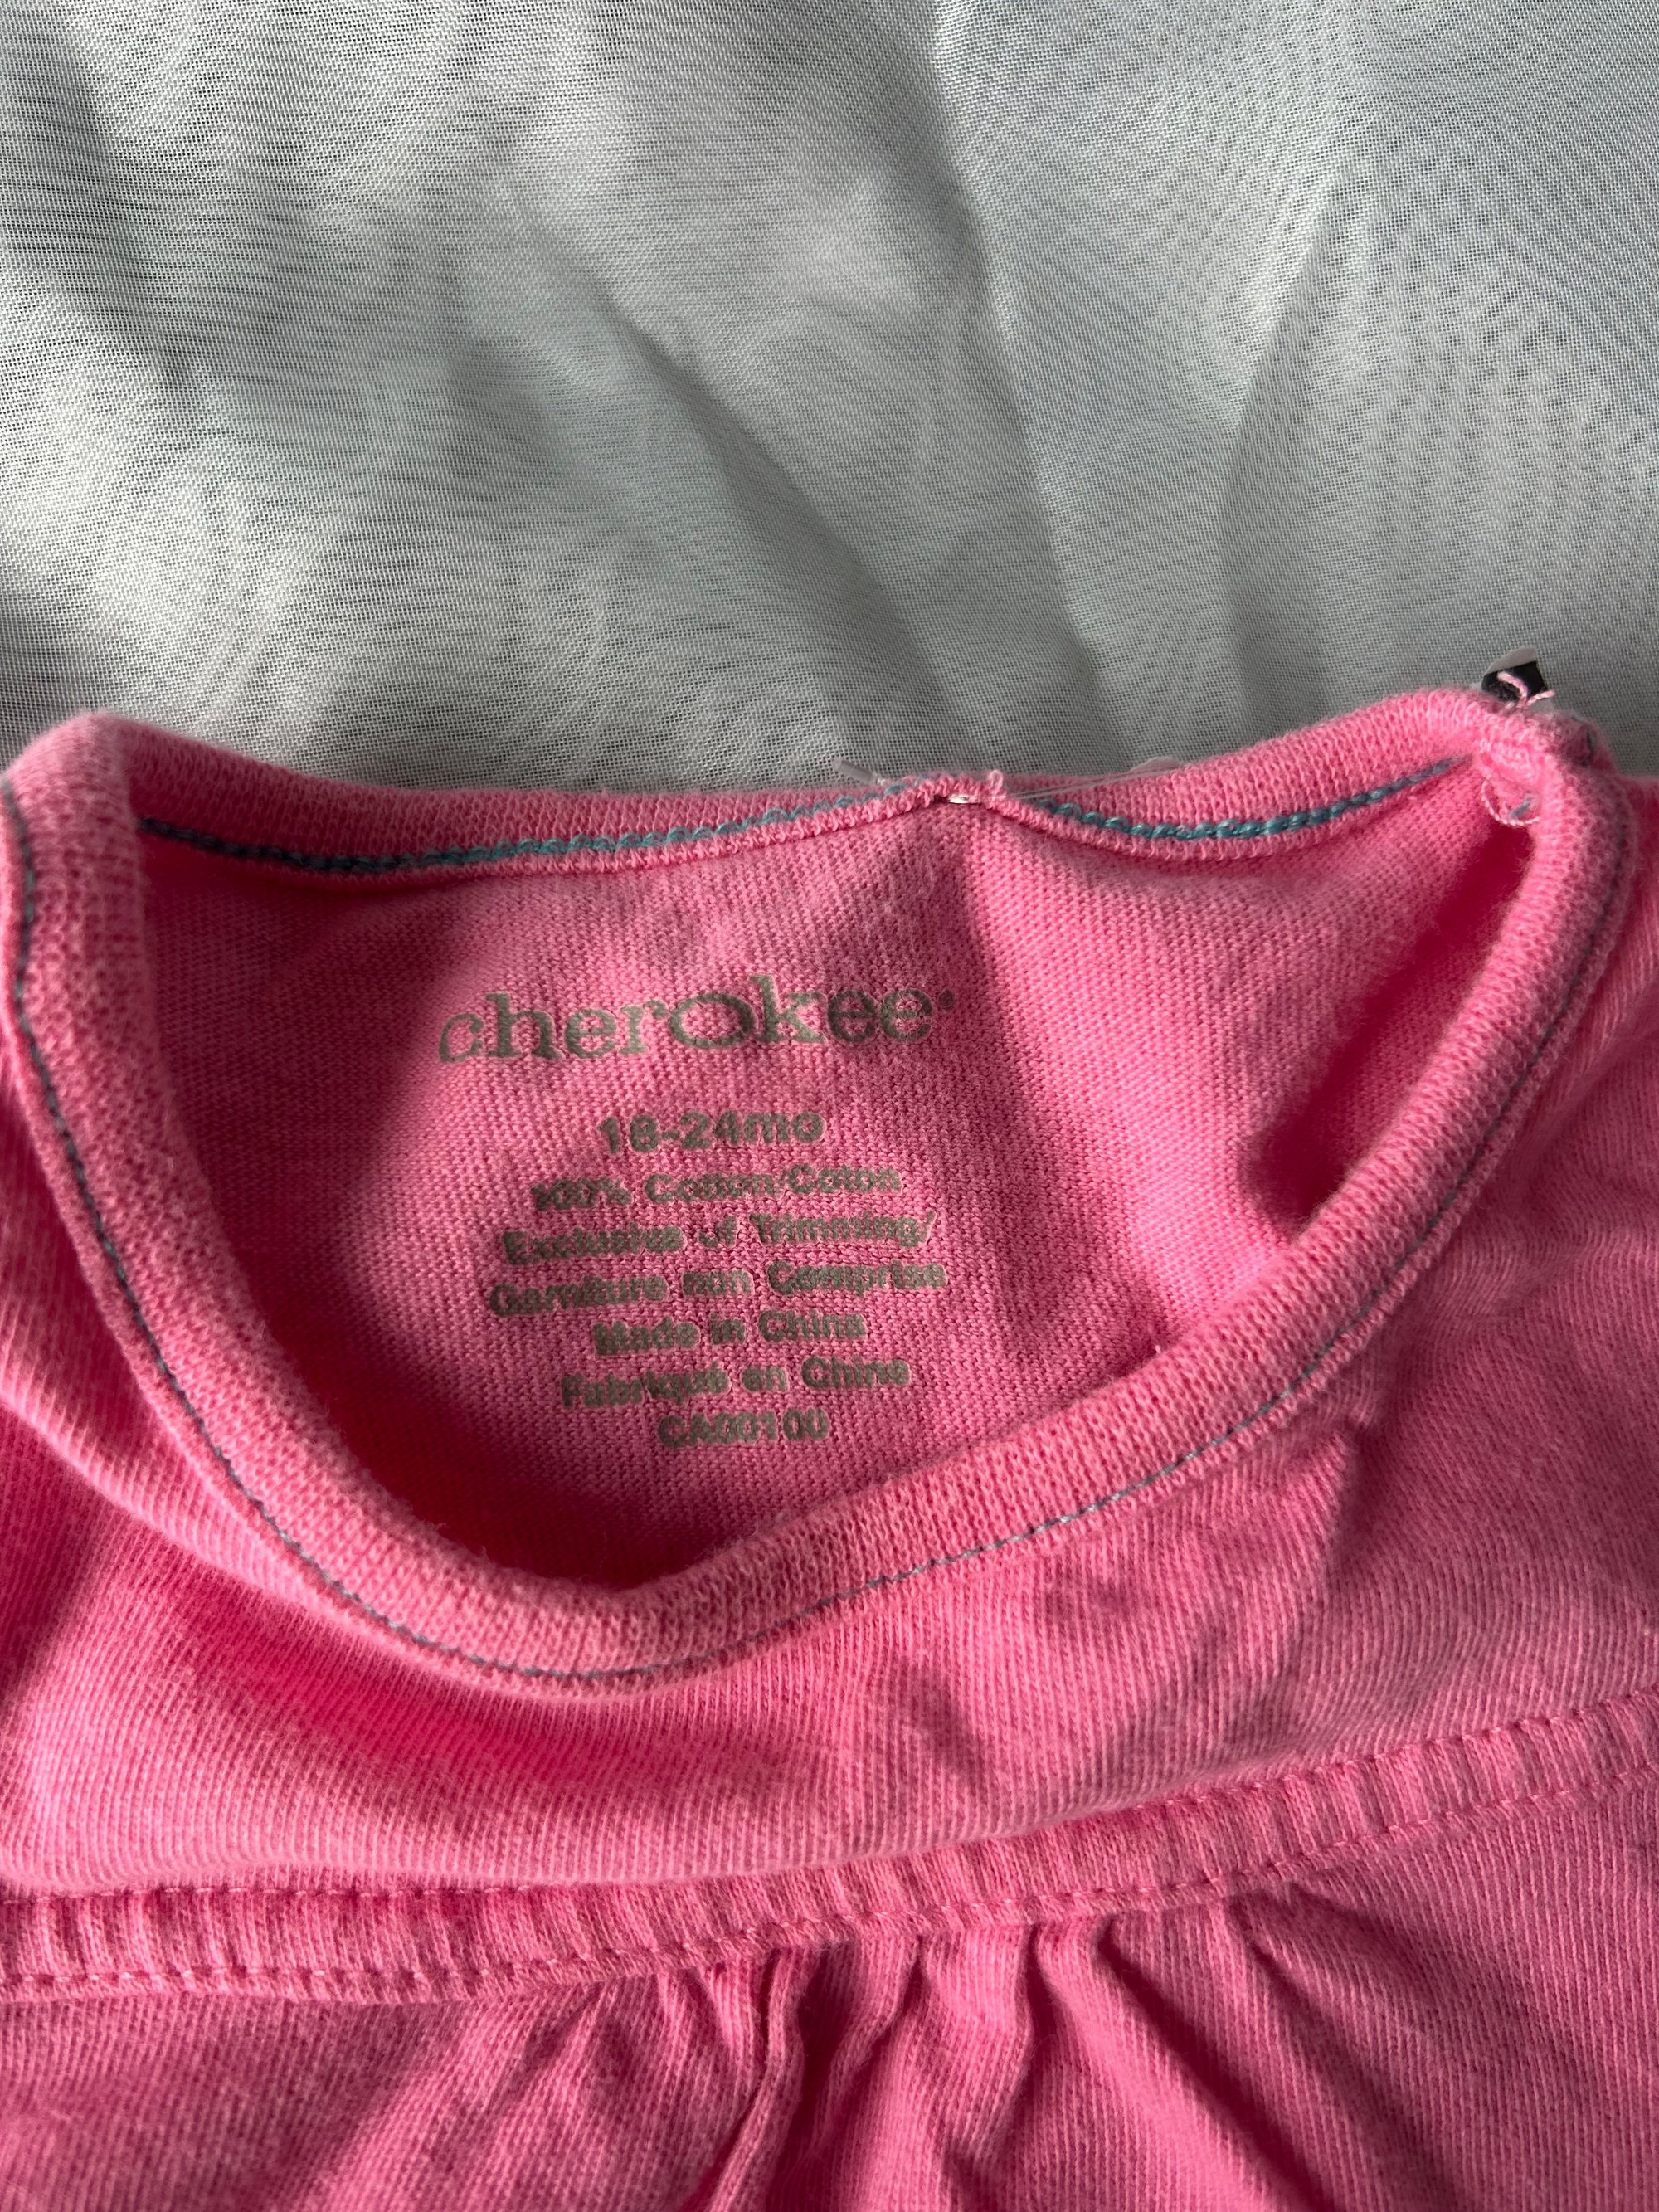 cherokee
18-24mo
100% Cotton/Coton
Exclusive of Trimming/
Garniture non Comprise
Made in China
Fabriqué en Chine
CA00100